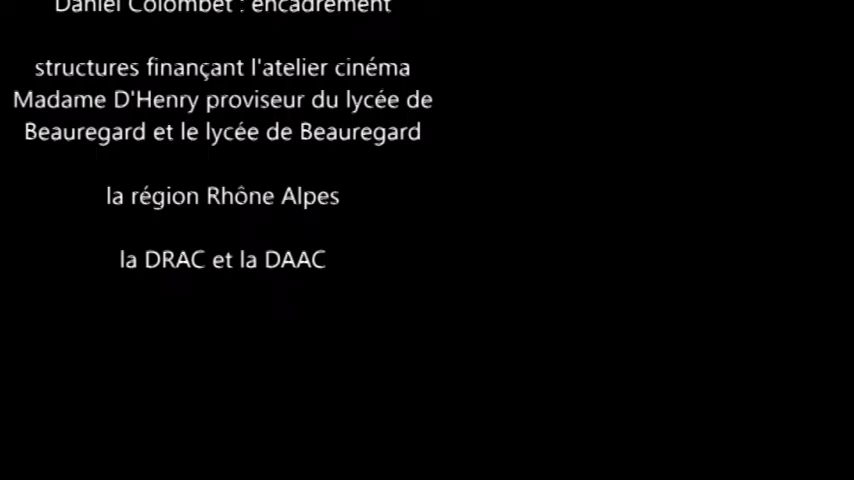 Daniel Colombet : encadrement
structures finançant l'atelier cinéma
Madame D'Henry proviseur du lycée de
Beauregard et le lycée de Beauregard
la région Rhône Alpes
la DRAC et la DAAC